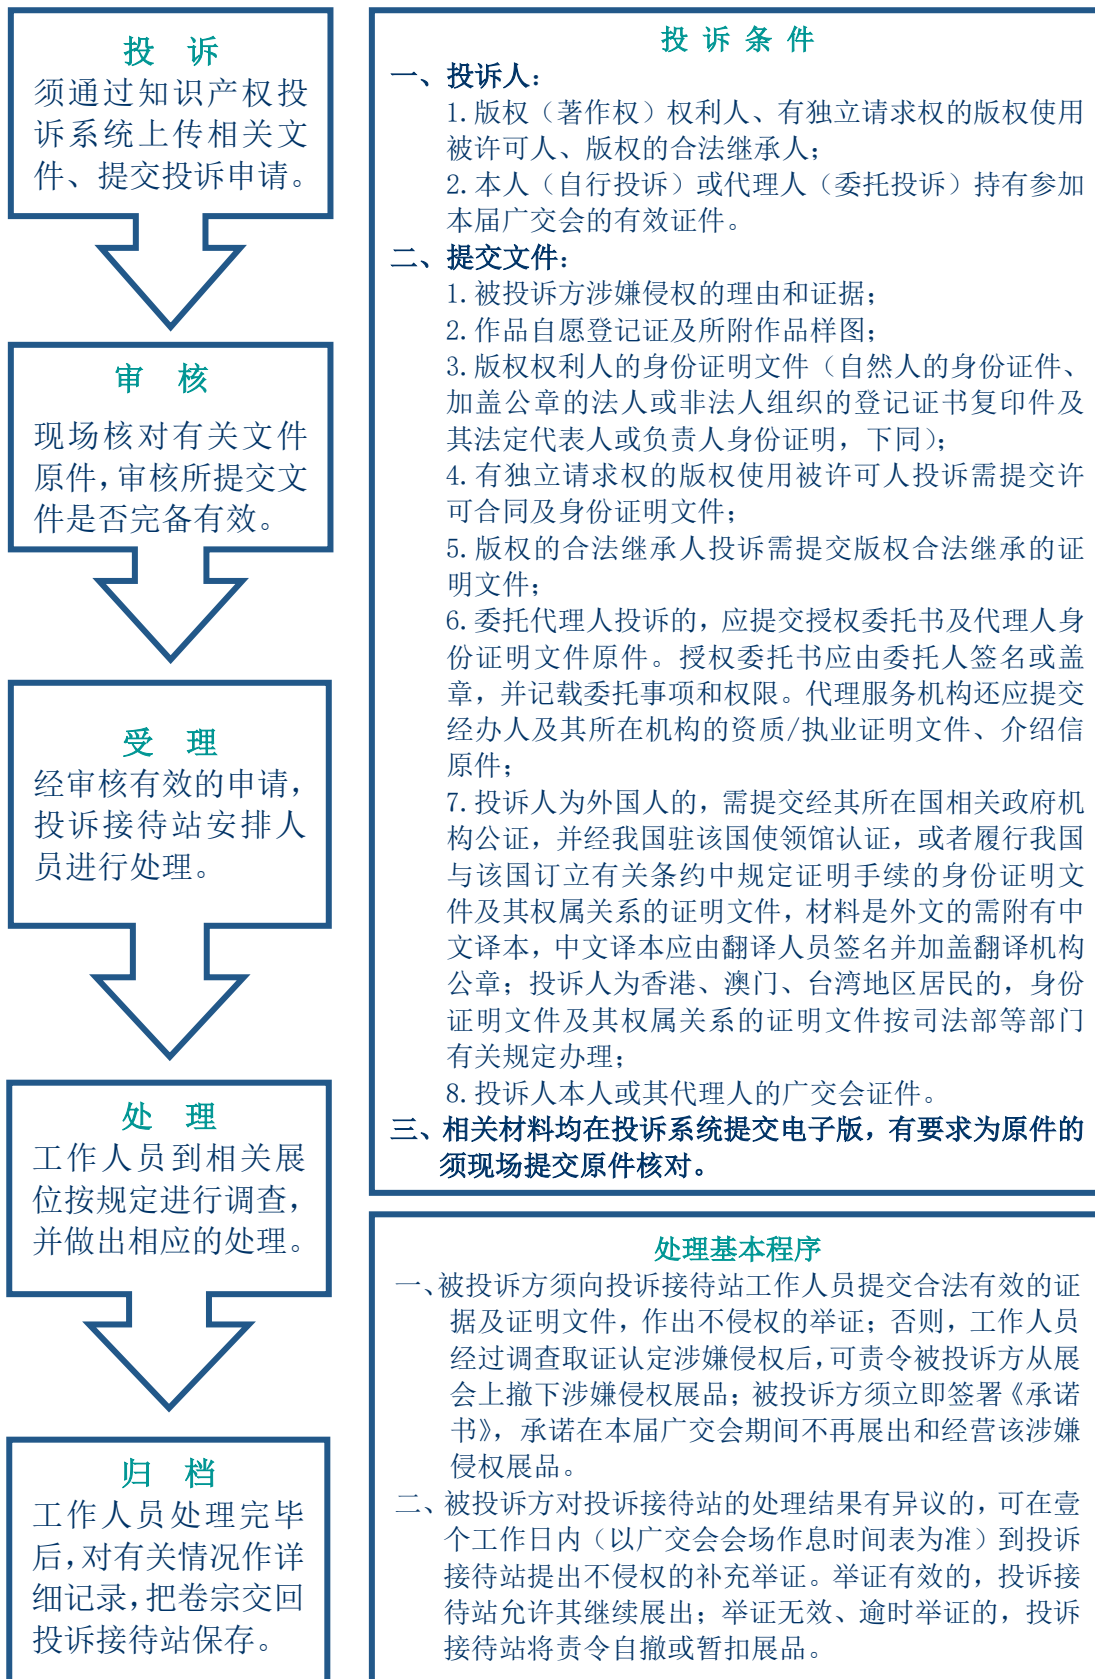 投 诉
须通过知识产权投
诉系统上传相关文
件、提交投诉申请。
审 核
现场核对有关文件
原件，审核所提交文
件是否完备有效。
受 理
经审核有效的申请，
投诉接待站安排人
员进行处理。
处 理
工作人员到相关展
位按规定进行调查，
并做出相应的处理。
归 档
工作人员处理完毕
后，对有关情况作详
细记录，把卷宗交回
投诉接待站保存。
投 诉 条 件
一、投诉人：
1.版权（著作权）权利人、有独立请求权的版权使用
被许可人、版权的合法继承人；
2.本人（自行投诉）或代理人（委托投诉）持有参加
本届广交会的有效证件。
二、提交文件：
1.被投诉方涉嫌侵权的理由和证据；
2.作品自愿登记证及所附作品样图；
3.版权权利人的身份证明文件（自然人的身份证件、
加盖公章的法人或非法人组织的登记证书复印件及
其法定代表人或负责人身份证明，下同）；
4.有独立请求权的版权使用被许可人投诉需提交许
可合同及身份证明文件；
5.版权的合法继承人投诉需提交版权合法继承的证
明文件；
6.委托代理人投诉的，应提交授权委托书及代理人身
份证明文件原件。授权委托书应由委托人签名或盖
章，并记载委托事项和权限。代理服务机构还应提交
经办人及其所在机构的资质/执业证明文件、介绍信
原件；
7.投诉人为外国人的，需提交经其所在国相关政府机
构公证，并经我国驻该国使领馆认证，或者履行我国
与该国订立有关条约中规定证明手续的身份证明文
件及其权属关系的证明文件，材料是外文的需附有中
文译本，中文译本应由翻译人员签名并加盖翻译机构
公章；投诉人为香港、澳门、台湾地区居民的，身份
证明文件及其权属关系的证明文件按司法部等部门
有关规定办理；
8.投诉人本人或其代理人的广交会证件。
三、相关材料均在投诉系统提交电子版，有要求为原件的
须现场提交原件核对。
处理基本程序
一、被投诉方须向投诉接待站工作人员提交合法有效的证
据及证明文件，作出不侵权的举证；否则，工作人员
经过调查取证认定涉嫌侵权后，可责令被投诉方从展
会上撤下涉嫌侵权展品；被投诉方须立即签署《承诺
书》，承诺在本届广交会期间不再展出和经营该涉嫌
侵权展品。
二、被投诉方对投诉接待站的处理结果有异议的，可在壹
个工作日内（以广交会会场作息时间表为准）到投诉
接待站提出不侵权的补充举证。举证有效的，投诉接
待站允许其继续展出；举证无效、逾时举证的，投诉
接待站将责令自撤或暂扣展品。